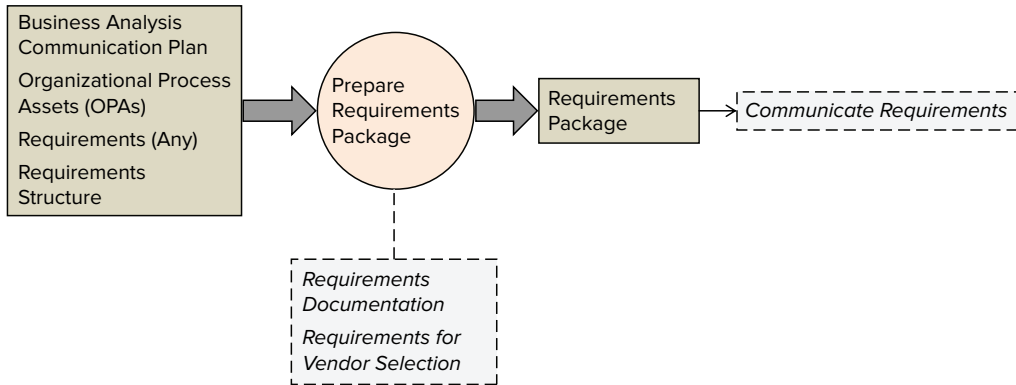 Business Analysis
Communication Plan
Organizational Process
Assets (OPAs)
Requirements (Any)
Requirements
Structure
Prepare
Requirements
Package
Requirements
Package
Communicate Requirements
Requirements
Documentation
Requirements for
Vendor Selection